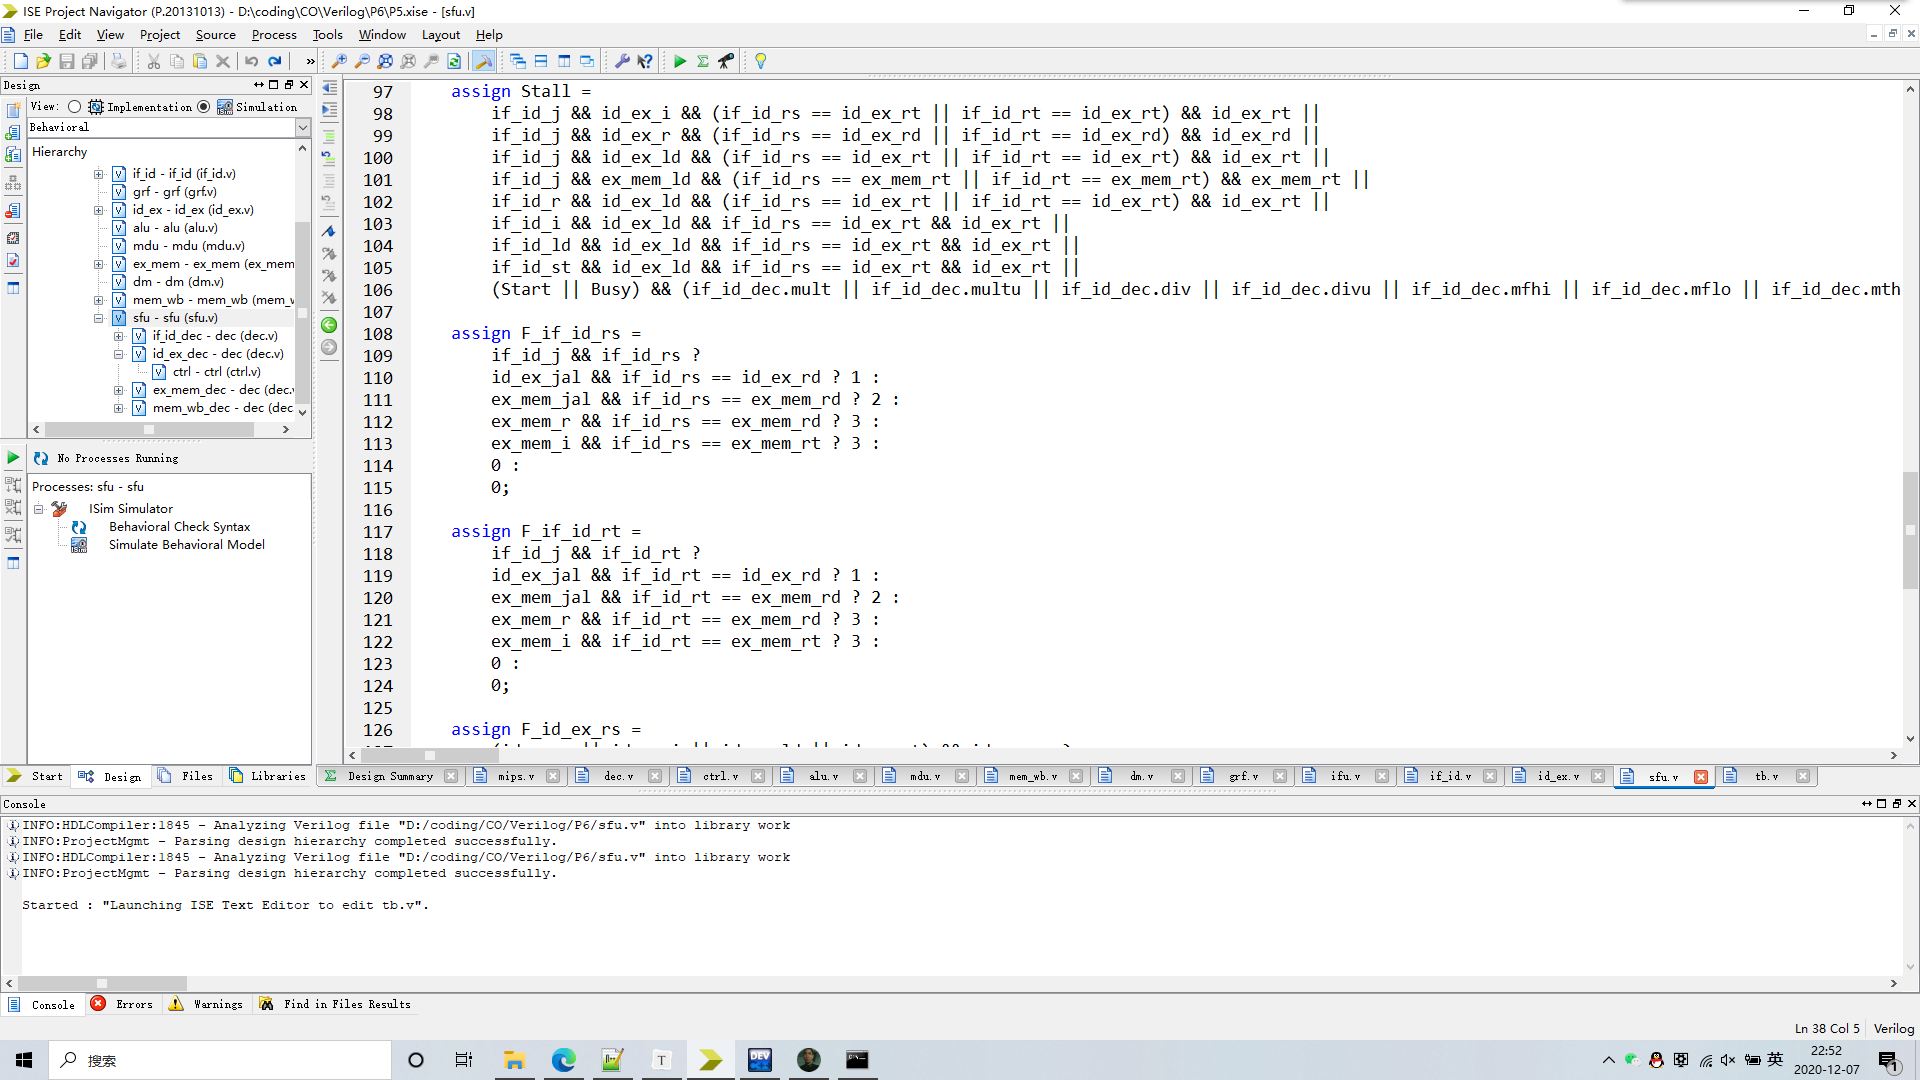 ISE Project Navigator (P.20131013) - D:\coding\CO\Verilog\P6\P5.xise - [sfu.v]
File Edit View Project Source Process Tools Window Layout Help
Design
View: Implementation Simulation
Behavioral
Hierarchy
if_id - if_id (if_id.v)
grf - grf (grf.v)
id_ex - id_ex (id_ex.v)
alu - alu (alu.v)
mdu - mdu (mdu.v)
ex_mem - ex_mem (ex_mem
dm - dm (dm.v)
mem_wb - mem_wb (mem_w
sfu - sfu (sfu.v)
if_id_dec - dec (dec.v)
id_ex_dec - dec (dec.v)
ctrl - ctrl (ctrl.v)
ex_mem_dec - dec (dec.v
mem_wb_dec - dec (dec
No Processes Running
Processes: sfu - sfu
ISim Simulator
Behavioral Check Syntax
Simulate Behavioral Model
97 assign Stall =
98 if_id_j && id_ex_i && (if_id_rs == id_ex_rt || if_id_rt == id_ex_rt) && id_ex_rt ||
99 if_id_j && id_ex_r && (if_id_rs == id_ex_rd || if_id_rt == id_ex_rd) && id_ex_rd ||
100 if_id_j && id_ex_ld && (if_id_rs == id_ex_rt || if_id_rt == id_ex_rt) && id_ex_rt ||
101 if_id_j && ex_mem_ld && (if_id_rs == ex_mem_rt || if_id_rt == ex_mem_rt) && ex_mem_rt ||
102 if_id_r && id_ex_ld && (if_id_rs == id_ex_rt || if_id_rt == id_ex_rt) && id_ex_rt ||
103 if_id_i && id_ex_ld && if_id_rs == id_ex_rt && id_ex_rt ||
104 if_id_ld && id_ex_ld && if_id_rs == id_ex_rt && id_ex_rt ||
105 if_id_st && id_ex_ld && if_id_rs == id_ex_rt && id_ex_rt ||
106 (Start || Busy) && (if_id_dec.mult || if_id_dec.multu || if_id_dec.div || if_id_dec.divu || if_id_dec.mfhi || if_id_dec.mflo || if_id_dec.mth
107
108 assign F_if_id_rs =
109 if_id_j && if_id_rs ?
110 id_ex_jal && if_id_rs == id_ex_rd ? 1 :
111 ex_mem_jal && if_id_rs == ex_mem_rd ? 2 :
112 ex_mem_r && if_id_rs == ex_mem_rd ? 3 :
113 ex_mem_i && if_id_rs == ex_mem_rt ? 3 :
114 0 :
115 0;
116
117 assign F_if_id_rt =
118 if_id_j && if_id_rt ?
119 id_ex_jal && if_id_rt == id_ex_rd ? 1 :
120 ex_mem_jal && if_id_rt == ex_mem_rd ? 2 :
121 ex_mem_r && if_id_rt == ex_mem_rd ? 3 :
122 ex_mem_i && if_id_rt == ex_mem_rt ? 3 :
123 0 :
124 0;
125
126 assign F_id_ex_rs =
Start Design Files Libraries
Design Summary mips.v dec.v ctrl.v alu.v mdu.v mem_wb.v dm.v grf.v ifu.v if_id.v id_ex.v sfu.v tb.v
Console
INFO:HDLCompiler:1845 - Analyzing Verilog file "D:/coding/CO/Verilog/P6/sfu.v" into library work
INFO:ProjectMgmt - Parsing design hierarchy completed successfully.
INFO:HDLCompiler:1845 - Analyzing Verilog file "D:/coding/CO/Verilog/P6/sfu.v" into library work
INFO:ProjectMgmt - Parsing design hierarchy completed successfully.
Started : "Launching ISE Text Editor to edit tb.v".
Console Errors Warnings Find in Files Results
Ln 38 Col 5 Verilog
搜索
T
DEV
英
22:52
2020-12-07
1